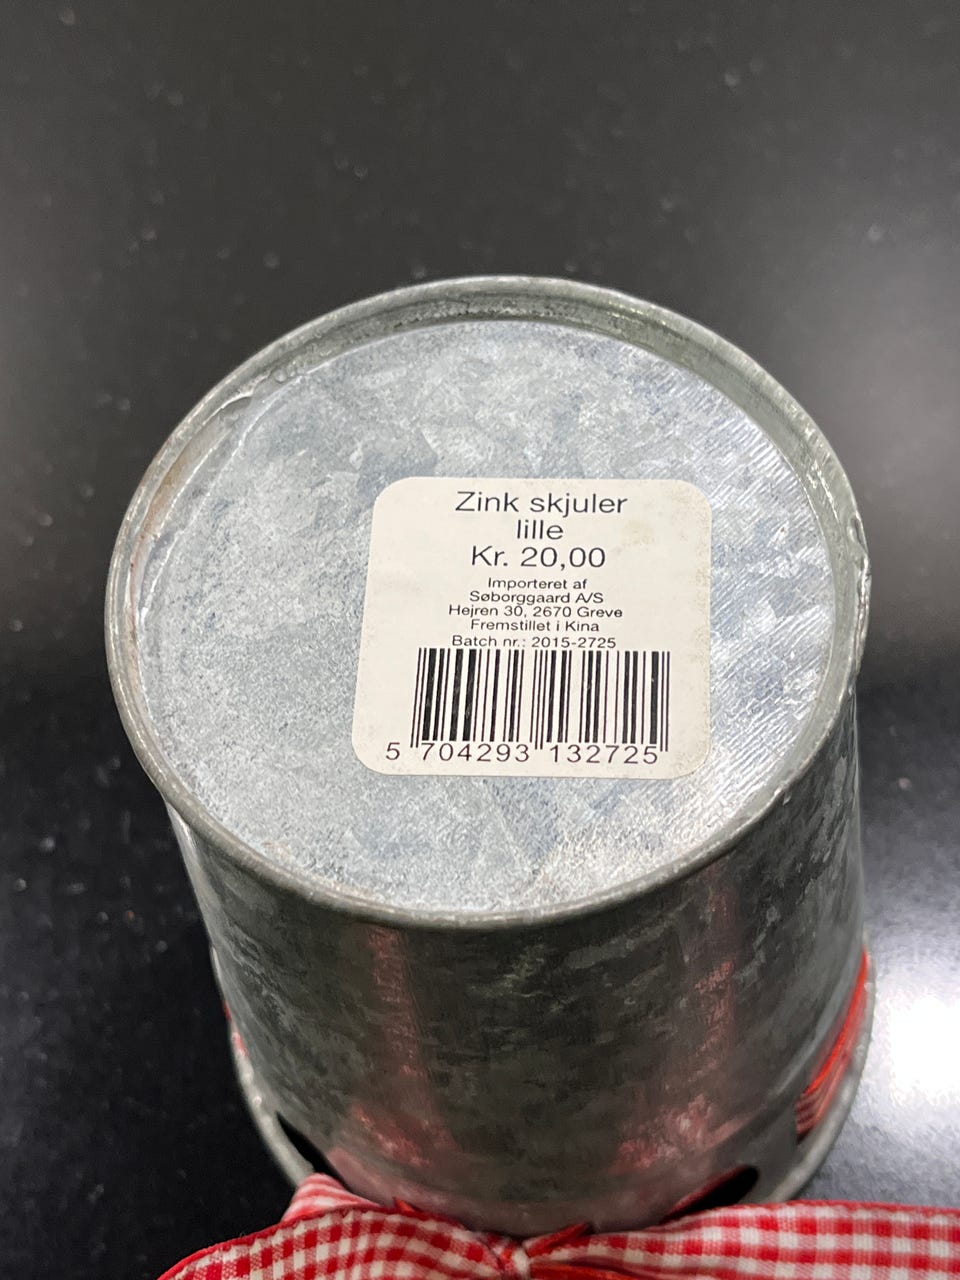 Zink skjuler
lille
Kr. 20,00
Importeret af
Søborggaard A/S
Hejren 30, 2670 Greve
Fremstillet i Kina
Batch nr.: 2015-2725
5 704293 132725